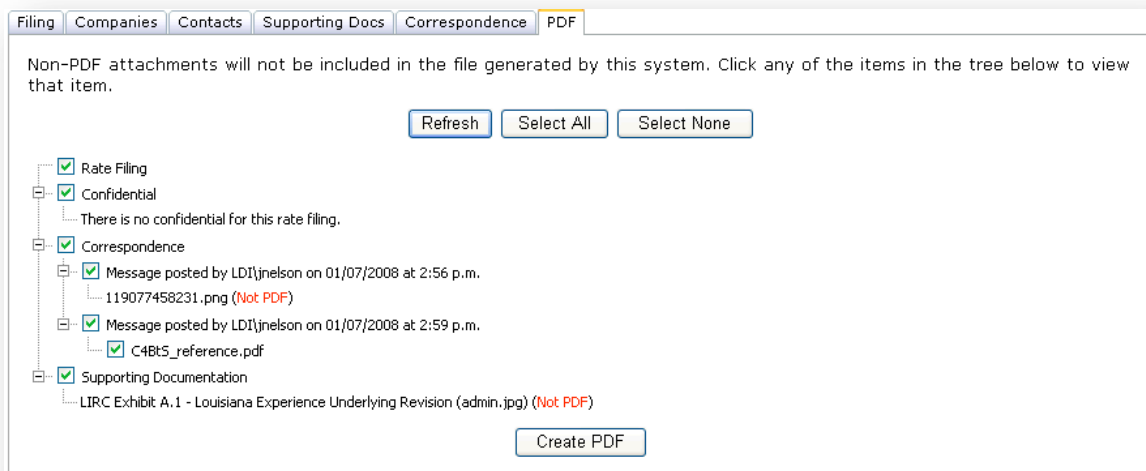 Filing Companies Contacts Supporting Docs Correspondence PDF
Non-PDF attachments will not be included in the file generated by this system. Click any of the items in the tree below to view
that item.
Refresh Select All Select None
Rate Filing
Confidential
There is no confidential for this rate filing.
Correspondence
Message posted by LDI\jnelson on 01/07/2008 at 2:56 p.m.
119077458231.png (Not PDF)
Message posted by LDI\jnelson on 01/07/2008 at 2:59 p.m.
C4BtS_reference.pdf
Supporting Documentation
LIRC Exhibit A.1 - Louisiana Experience Underlying Revision (admin.jpg) (Not PDF)
Create PDF